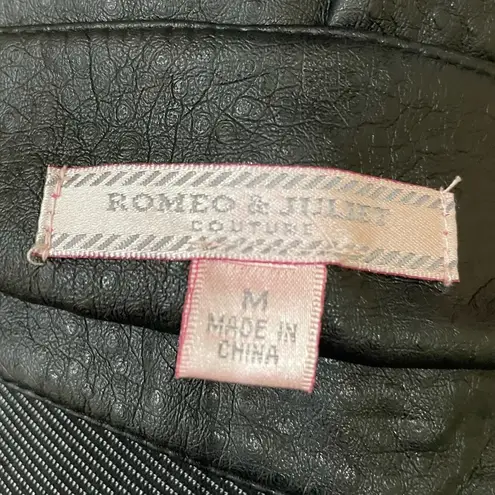 ROMEO & JULIET
COUTURE
M
MADE IN
CHINA